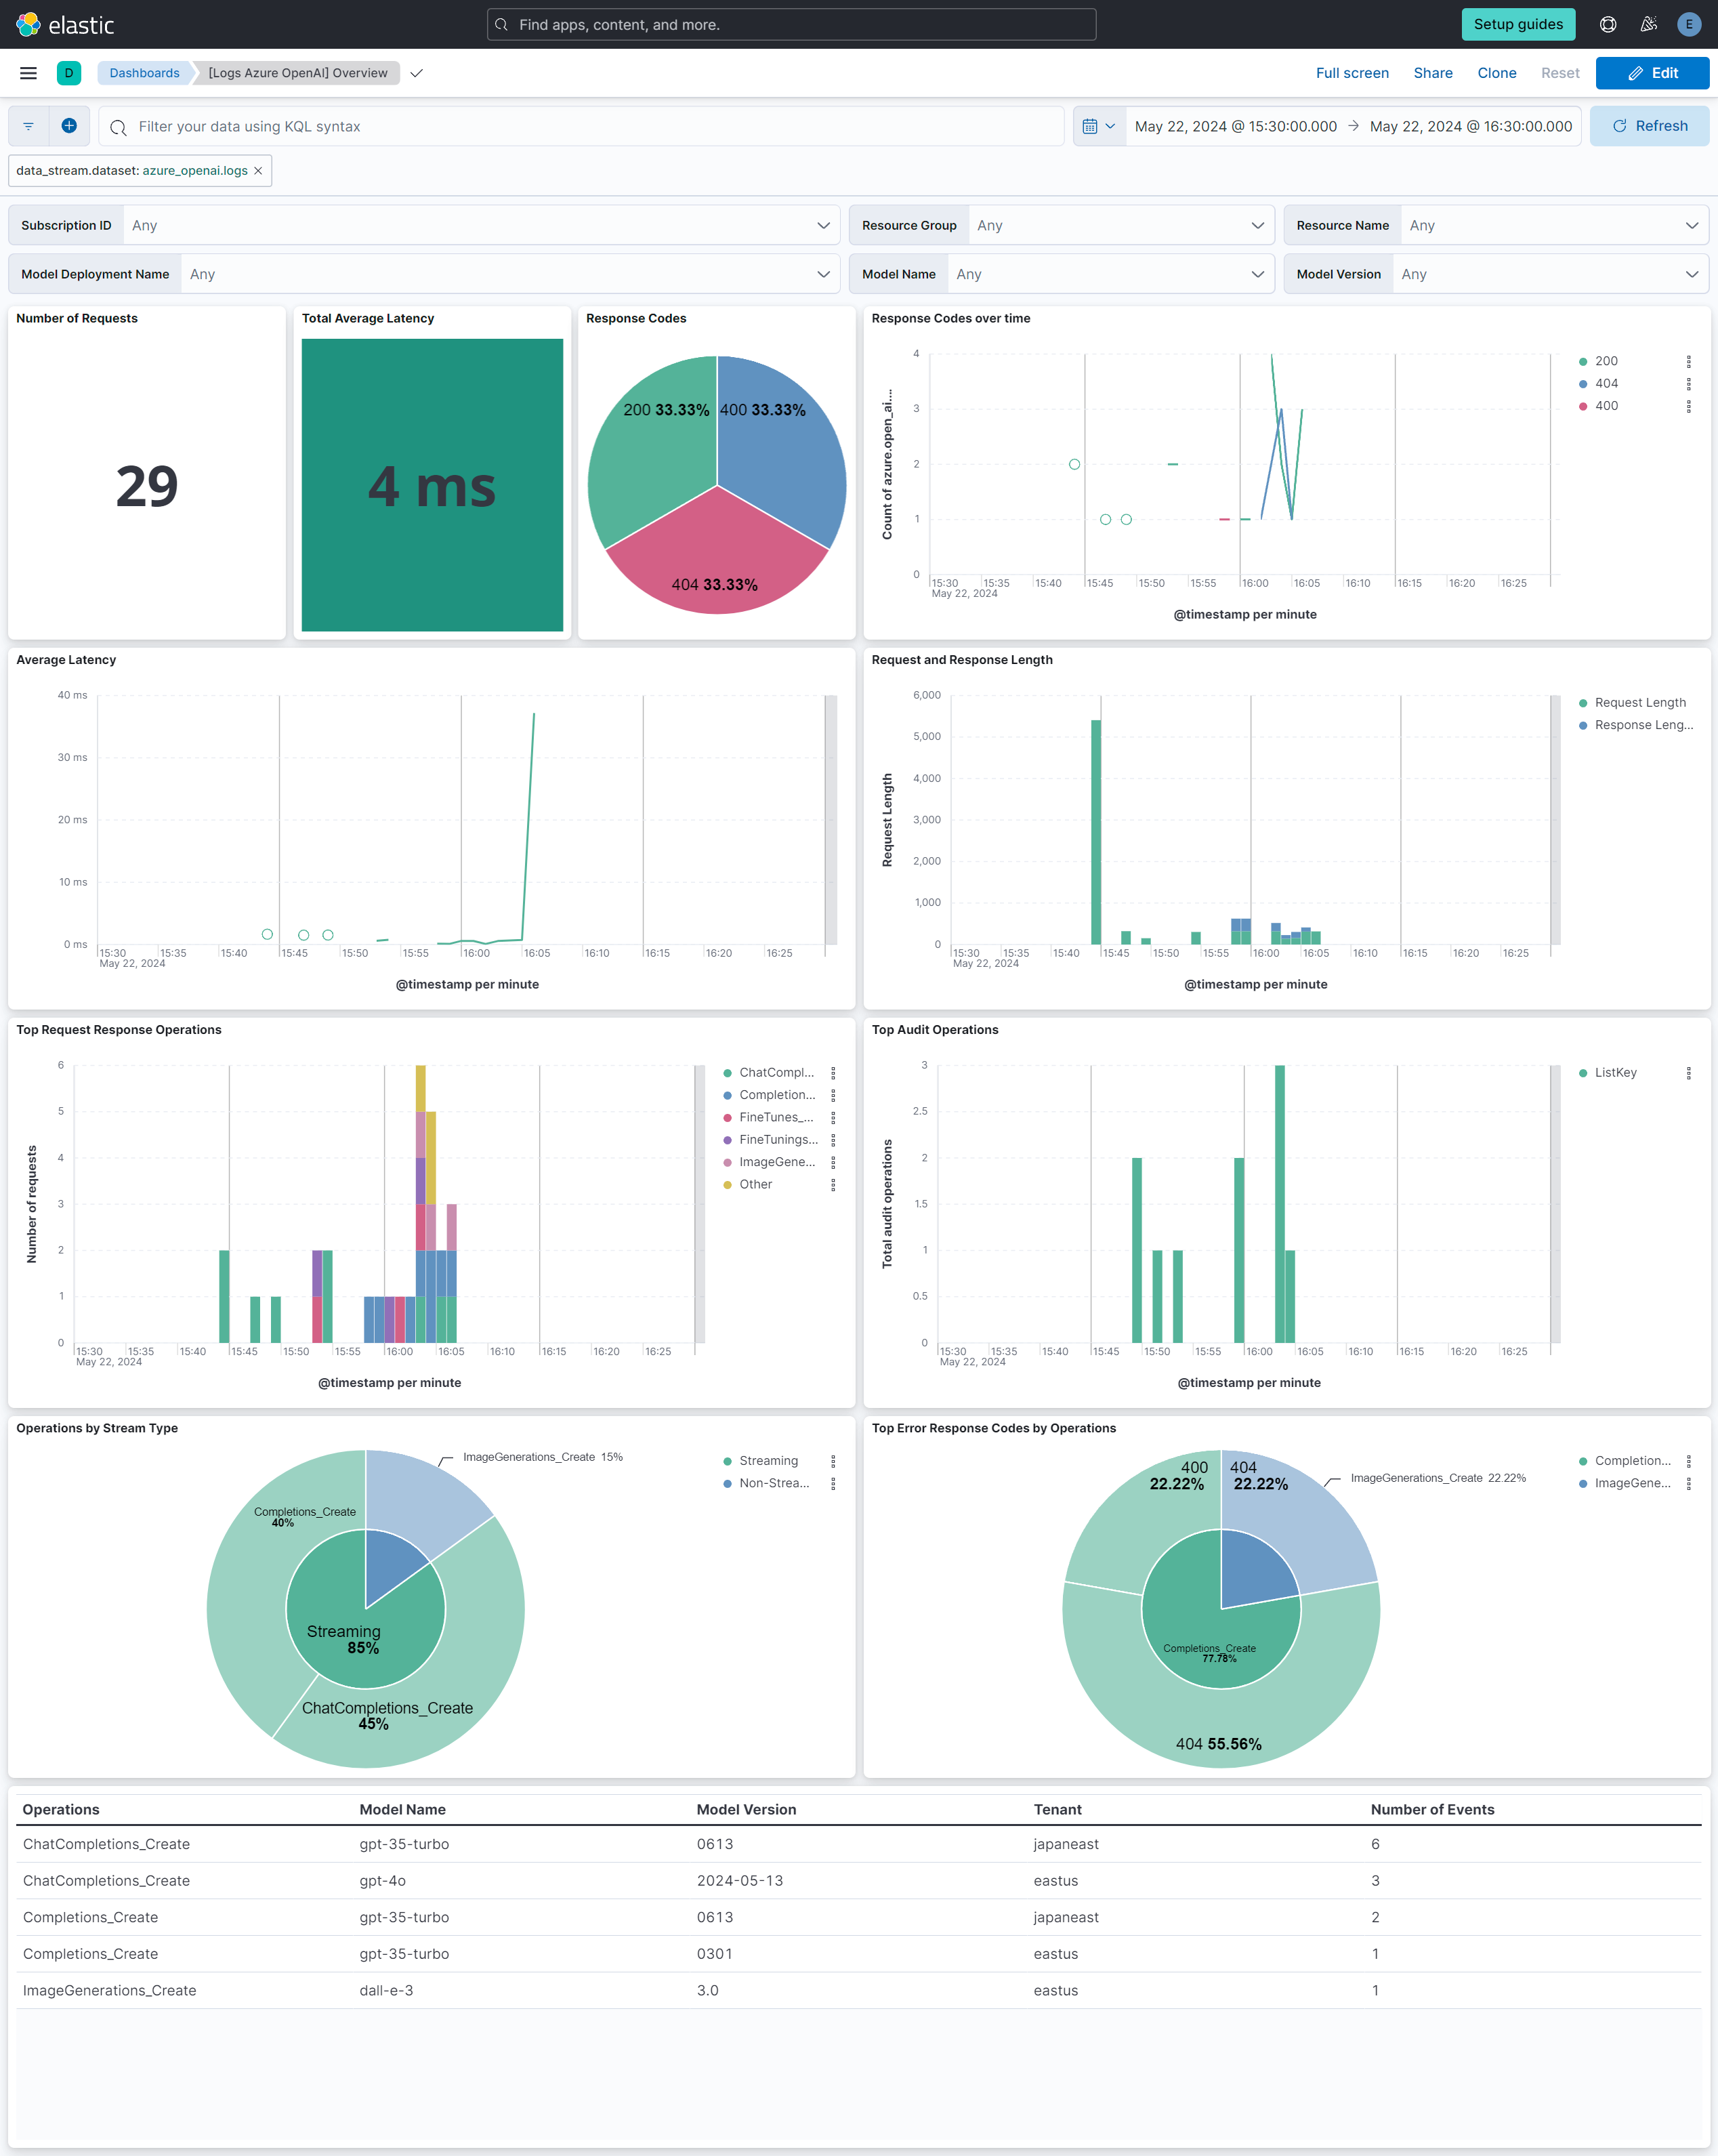 elastic
Find apps, content, and more.
Setup guides
E
D
Dashboards
[Logs Azure OpenAI] Overview
Full screen
Share
Clone
Reset
Edit
Filter your data using KQL syntax
May 22, 2024 @ 15:30:00.000 → May 22, 2024 @ 16:30:00.000
Refresh
data_stream.dataset: azure_openai.logs ×
Subscription ID Any
Resource Group Any
Resource Name Any
Model Deployment Name Any
Model Name Any
Model Version Any
Number of Requests
29
Total Average Latency
4 ms
Response Codes
200 33.33%
400 33.33%
404 33.33%
Response Codes over time
Count of azure.open_ai....
4
3
2
1
0
15:30 15:35 15:40 15:45 15:50 15:55 16:00 16:05 16:10 16:15 16:20 16:25
May 22, 2024
@timestamp per minute
200
404
400
Average Latency
40 ms
30 ms
20 ms
10 ms
0 ms
15:30 15:35 15:40 15:45 15:50 15:55 16:00 16:05 16:10 16:15 16:20 16:25
May 22, 2024
@timestamp per minute
Request and Response Length
Request Length
6,000
5,000
4,000
3,000
2,000
1,000
0
15:30 15:35 15:40 15:45 15:50 15:55 16:00 16:05 16:10 16:15 16:20 16:25
May 22, 2024
@timestamp per minute
Request Length
Response Leng...
Top Request Response Operations
Number of requests
6
5
4
3
2
1
0
15:30 15:35 15:40 15:45 15:50 15:55 16:00 16:05 16:10 16:15 16:20 16:25
May 22, 2024
@timestamp per minute
ChatCompl...
Completion...
FineTunes_...
FineTunings...
ImageGene...
Other
Top Audit Operations
Total audit operations
3
2.5
2
1.5
1
0.5
0
15:30 15:35 15:40 15:45 15:50 15:55 16:00 16:05 16:10 16:15 16:20 16:25
May 22, 2024
@timestamp per minute
ListKey
Operations by Stream Type
ImageGenerations_Create 15%
Completions_Create
40%
Streaming
85%
ChatCompletions_Create
45%
Streaming
Non-Strea...
Top Error Response Codes by Operations
400
22.22%
404
22.22%
ImageGenerations_Create 22.22%
Completions_Create
77.78%
404 55.56%
Completion...
ImageGene...
Operations Model Name Model Version Tenant Number of Events
ChatCompletions_Create gpt-35-turbo 0613 japaneast 6
ChatCompletions_Create gpt-4o 2024-05-13 eastus 3
Completions_Create gpt-35-turbo 0613 japaneast 2
Completions_Create gpt-35-turbo 0301 eastus 1
ImageGenerations_Create dall-e-3 3.0 eastus 1